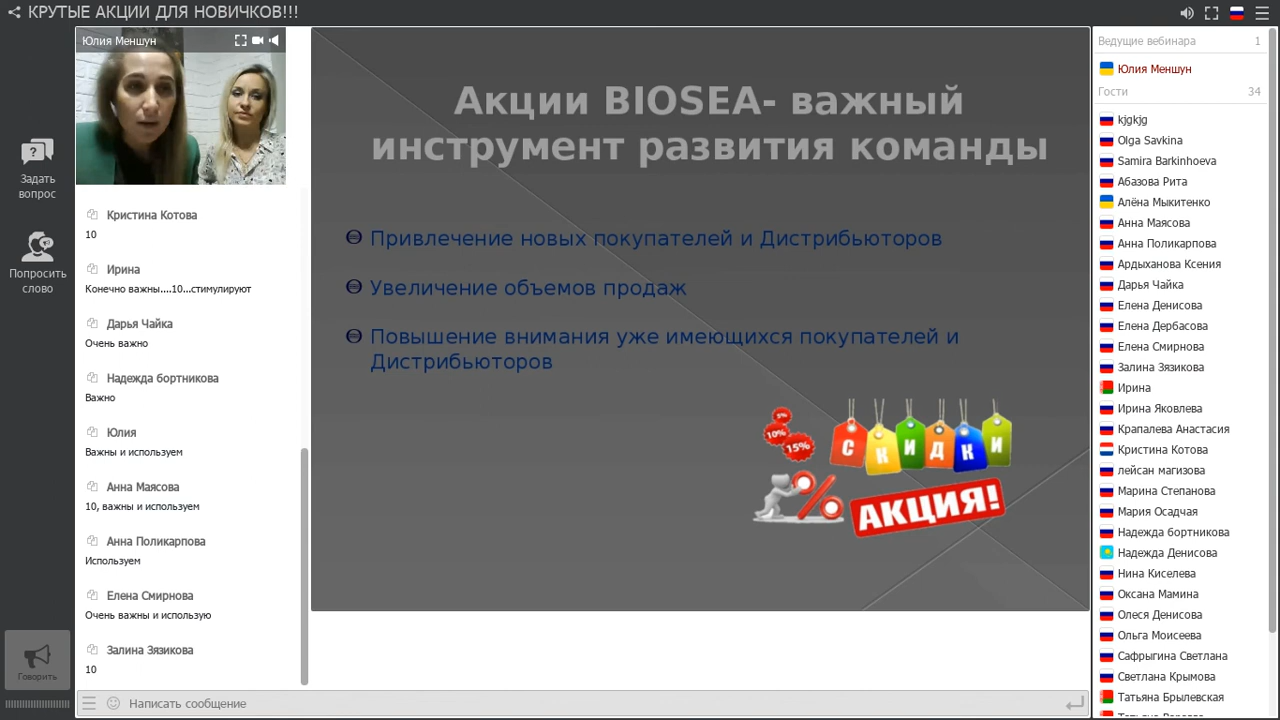 КРУТЫЕ АКЦИИ ДЛЯ НОВИЧКОВ!!!
Юлия Меншун
Задать
вопрос
Попросить
слово
Говорить
Кристина Котова
10
Ирина
Конечно важны....10...стимулируют
Дарья Чайка
Очень важно
Надежда бортникова
Важно
Юлия
Важны и используем
Анна Маясова
10, важны и используем
Анна Поликарпова
Используем
Елена Смирнова
Очень важны и использую
Залина Зязикова
10
Написать сообщение
Акции BIOSEA- важный
инструмент развития команды
Привлечение новых покупателей и Дистрибьюторов
Увеличение объемов продаж
Повышение внимания уже имеющихся покупателей и
Дистрибьюторов
5%
10%
15%
СКИДКИ
%
АКЦИЯ!
Ведущие вебинара 1
Юлия Меншун
Гости 34
kjgkjg
Olga Savkina
Samira Barkinhoeva
Абазова Рита
Алёна Мыкитенко
Анна Маясова
Анна Поликарпова
Ардыханова Ксения
Дарья Чайка
Елена Денисова
Елена Дербасова
Елена Смирнова
Залина Зязикова
Ирина
Ирина Яковлева
Крапалева Анастасия
Кристина Котова
лейсан магизова
Марина Степанова
Мария Осадчая
Надежда бортникова
Надежда Денисова
Нина Киселева
Оксана Мамина
Олеся Денисова
Ольга Моисеева
Сафрыгина Светлана
Светлана Крымова
Татьяна Брылевская